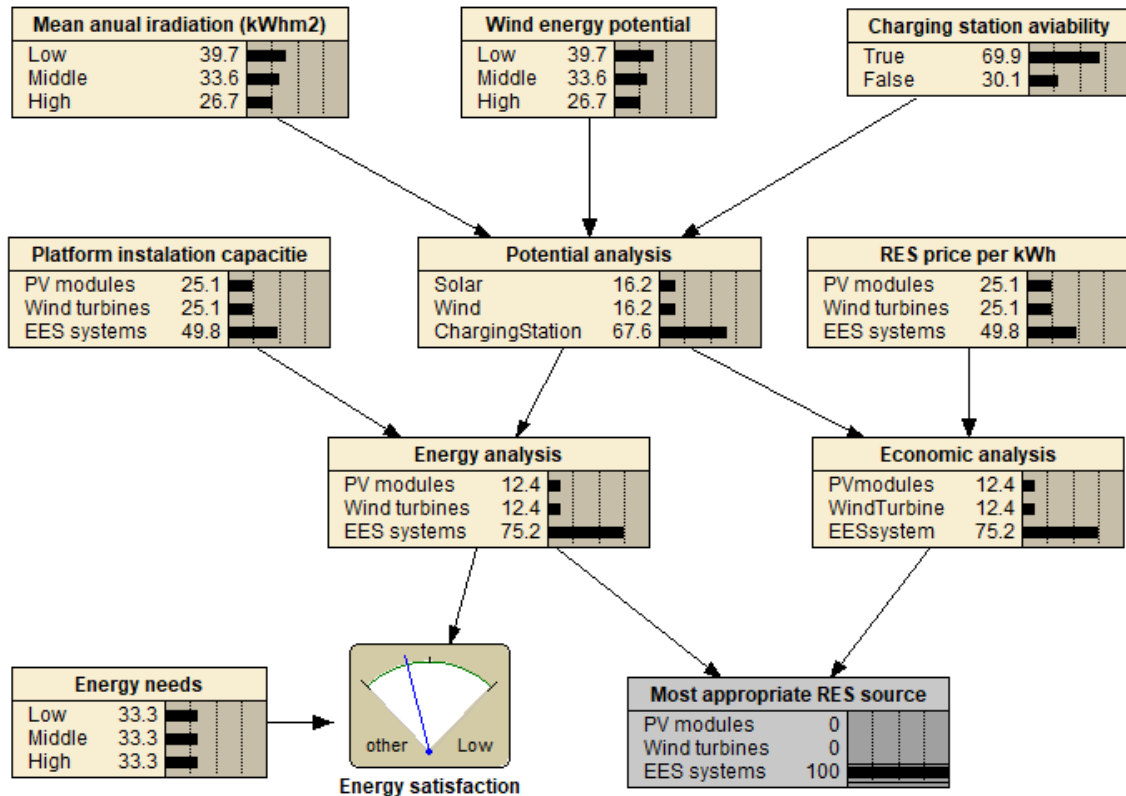 Mean anual iridiation (kWhm2)
Low 39.7
Middle 33.6
High 26.7
Wind energy potential
Low 39.7
Middle 33.6
High 26.7
Charging station aviability
True 69.9
False 30.1
Platform instalation capacitie
PV modules 25.1
Wind turbines 25.1
EES systems 49.8
Potential analysis
Solar 16.2
Wind 16.2
ChargingStation 67.6
RES price per kWh
PV modules 25.1
Wind turbines 25.1
EES systems 49.8
Energy analysis
PV modules 12.4
Wind turbines 12.4
EES systems 75.2
Economic analysis
PVmodules 12.4
WindTurbine 12.4
EESsystem 75.2
Energy needs
Low 33.3
Middle 33.3
High 33.3
other Low
Energy satisfaction
Most appropriate RES source
PV modules 0
Wind turbines 0
EES systems 100